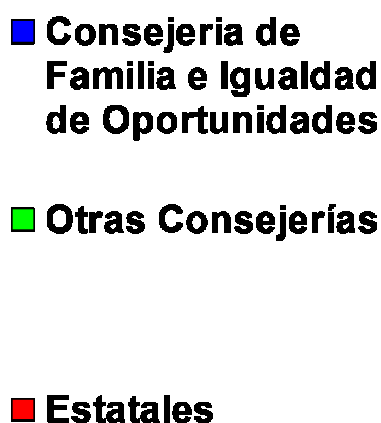 Consejeria de
Familia e Igualdad
de Oportunidades
Otras Consejerías
Estatales